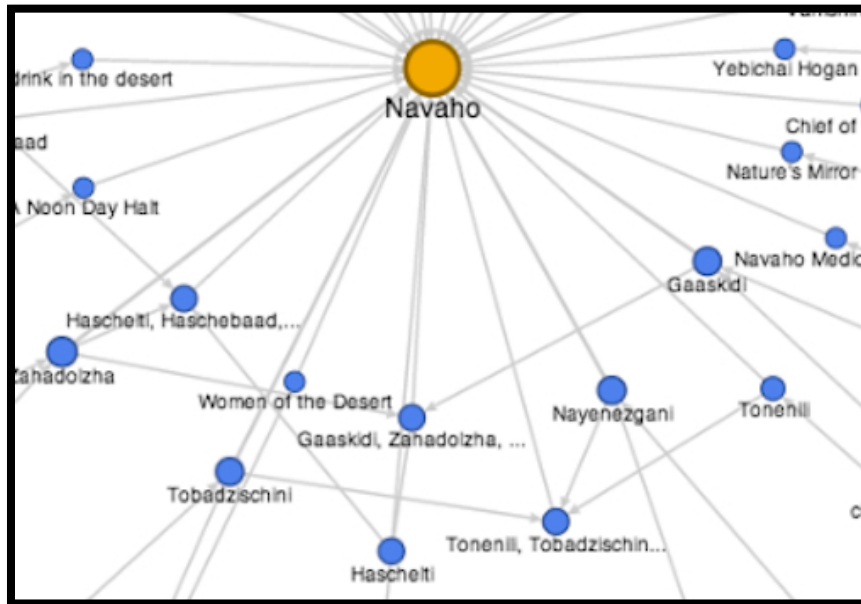 drink in the desert
Navaho
Yebichai Hogan
Chief of
aad
Nature's Mirror
A Noon Day Halt
Navaho Medic
Gaaskidi
Haschelti, Haschebaad,...
Zahadolzha
Women of the Desert
Nayenezgani
Tonenili
Gaaskidi, Zahadolzha, ...
Tobadzischini
Tonenili, Tobadzischin...
Haschelti